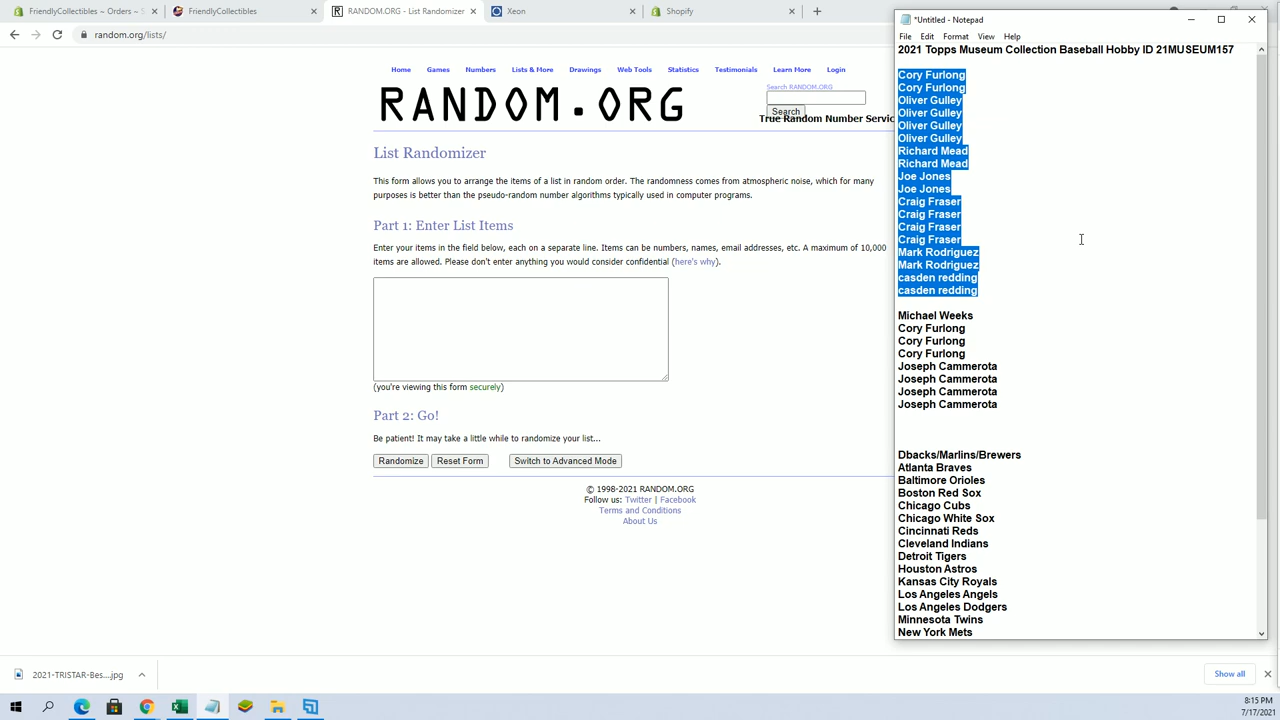 FriendlyCollectibles ~ Orders ~ S
FriendlyCollectibles
RANDOM.ORG - List Randomizer
Xeon
Shopify
random.org/lists/
Home
Games
Numbers
Lists & More
Drawings
Web Tools
Statistics
Testimonials
Learn More
Login
RANDOM.ORG
Search RANDOM.ORG
Search
True Random Number Servic
List Randomizer
This form allows you to arrange the items of a list in random order. The randomness comes from atmospheric noise, which for many
purposes is better than the pseudo-random number algorithms typically used in computer programs.
Part 1: Enter List Items
Enter your items in the field below, each on a separate line. Items can be numbers, names, email addresses, etc. A maximum of 10,000
items are allowed. Please don't enter anything you would consider confidential (here's why).
(you're viewing this form securely)
Part 2: Go!
Be patient! It may take a little while to randomize your list...
Randomize
Reset Form
Switch to Advanced Mode
© 1998-2021 RANDOM.ORG
Follow us: Twitter | Facebook
Terms and Conditions
About Us
*Untitled - Notepad
File Edit Format View Help
2021 Topps Museum Collection Baseball Hobby ID 21MUSEUM157
Cory Furlong
Cory Furlong
Oliver Gulley
Oliver Gulley
Oliver Gulley
Oliver Gulley
Richard Mead
Richard Mead
Joe Jones
Joe Jones
Craig Fraser
Craig Fraser
Craig Fraser
Craig Fraser
Mark Rodriguez
Mark Rodriguez
casden redding
casden redding
Michael Weeks
Cory Furlong
Cory Furlong
Cory Furlong
Joseph Cammerota
Joseph Cammerota
Joseph Cammerota
Joseph Cammerota
Dbacks/Marlins/Brewers
Atlanta Braves
Baltimore Orioles
Boston Red Sox
Chicago Cubs
Chicago White Sox
Cincinnati Reds
Cleveland Indians
Detroit Tigers
Houston Astros
Kansas City Royals
Los Angeles Angels
Los Angeles Dodgers
Minnesota Twins
New York Mets
2021-TRISTAR-Bes....jpg
Show all
8:15 PM
7/17/2021